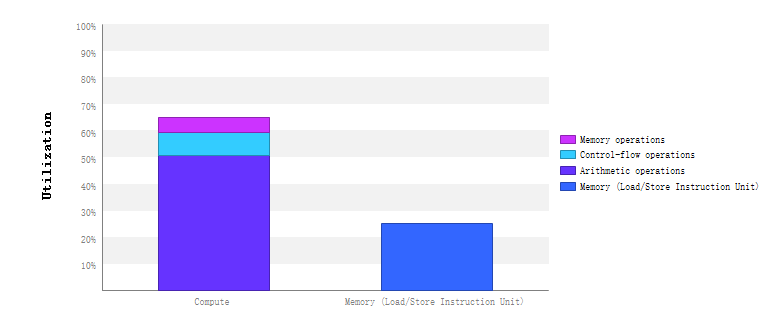 100%
90%
80%
70%
60%
50%
40%
30%
20%
10%
Utilization
Compute
Memory (Load/Store Instruction Unit)
Memory operations
Control-flow operations
Arithmetic operations
Memory (Load/Store Instruction Unit)